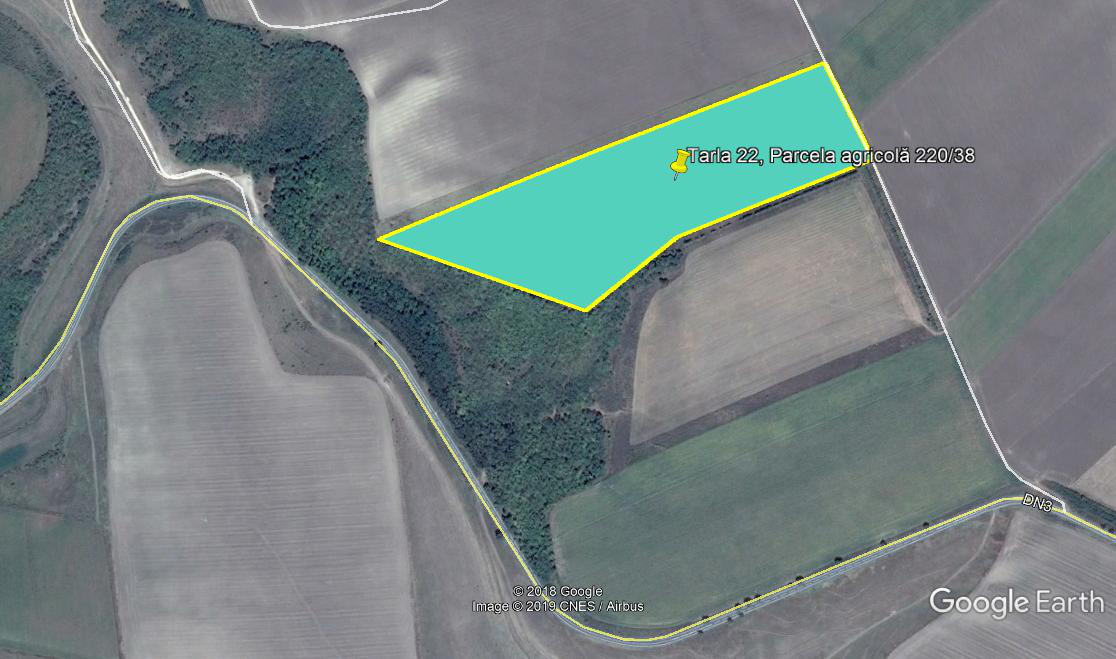 Tarla 22, Parcela agricolă 220/38
DN3
© 2018 Google
Image © 2019 CNES / Airbus
Google Earth